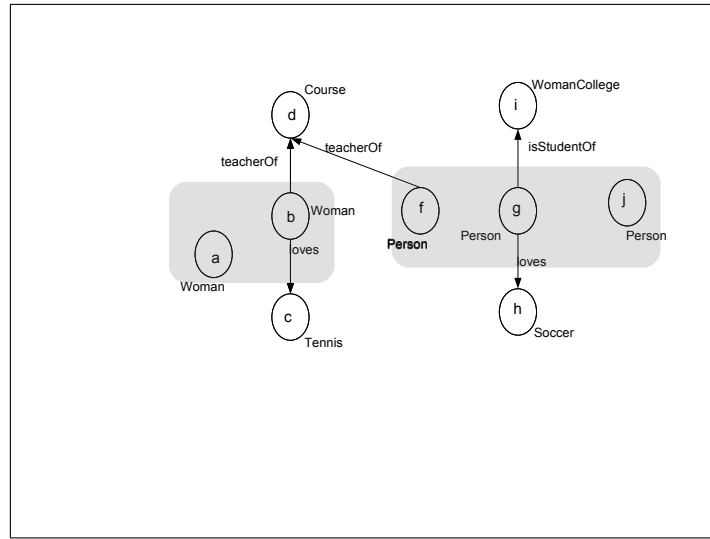 Course
WomanCollege
d
i
teacherOf
isStudentOf
teacherOf
b
Woman
f
g
j
Person
Person
Person
loves
a
loves
Woman
c
h
Tennis
Soccer